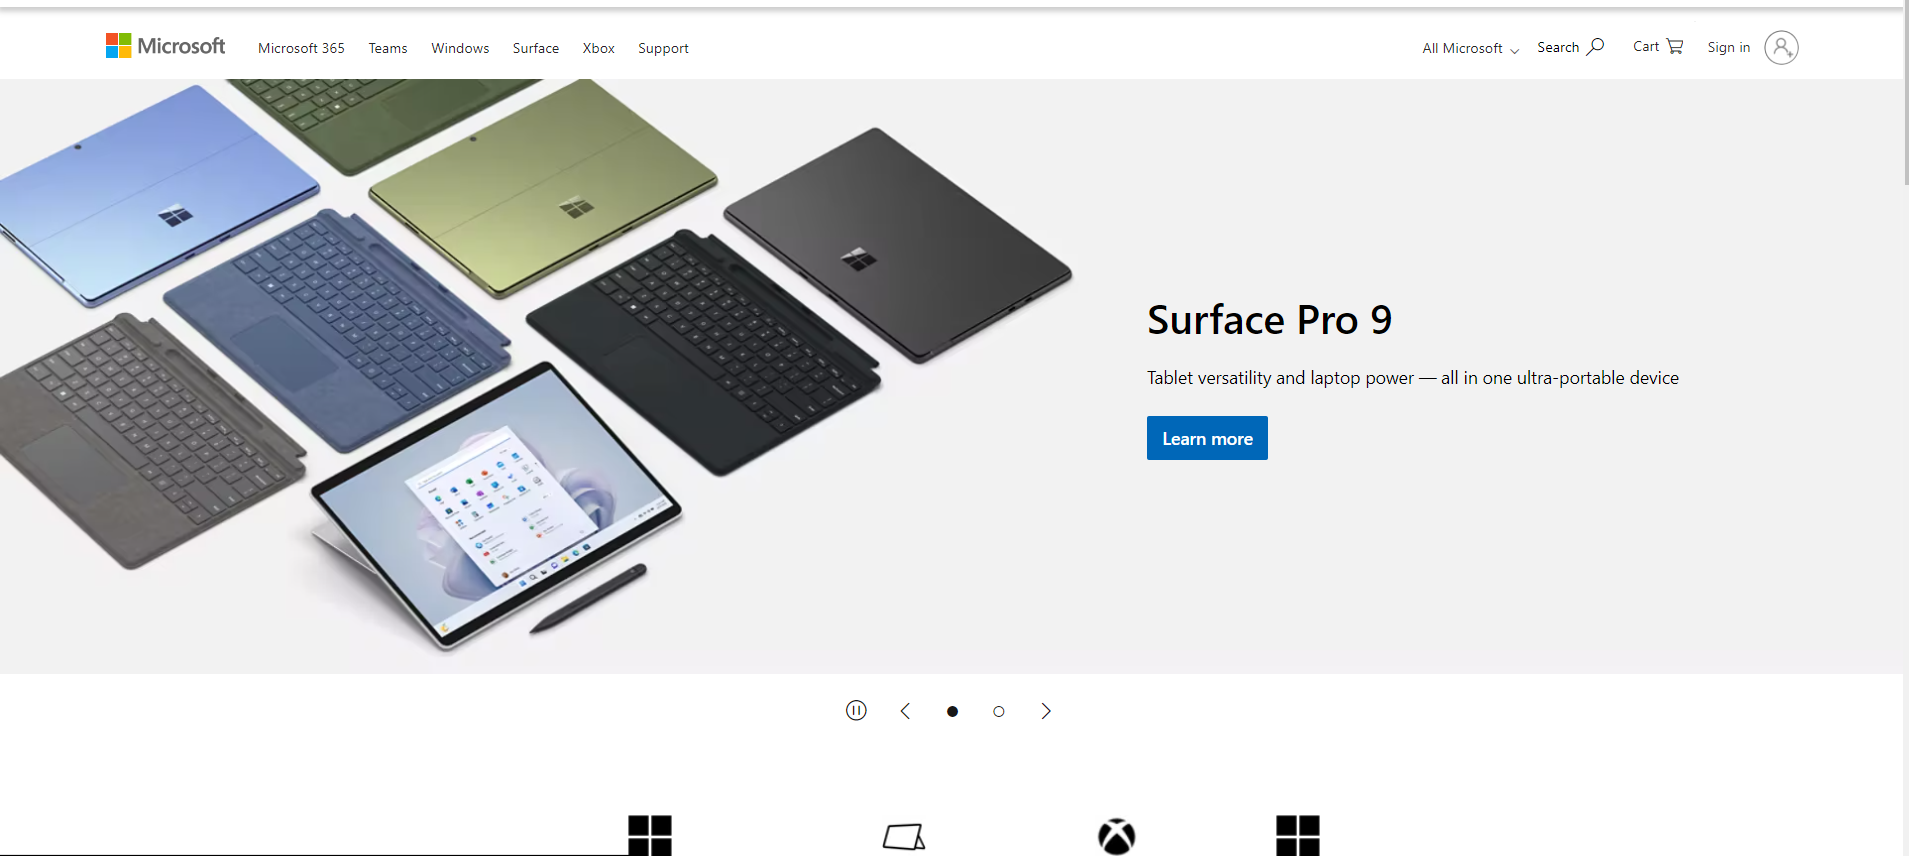 Microsoft Microsoft 365 Teams Windows Surface Xbox Support All Microsoft Search Cart Sign in
Surface Pro 9
Tablet versatility and laptop power — all in one ultra-portable device
Learn more